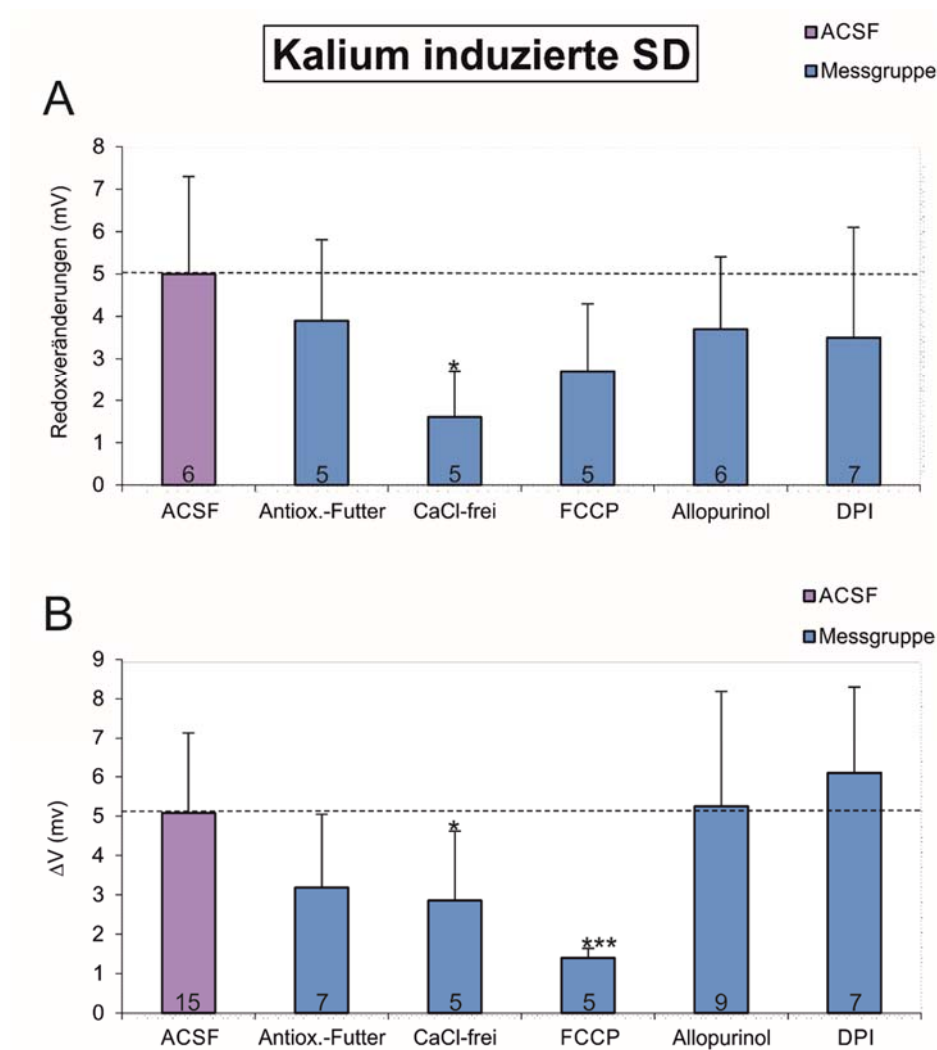 Kalium induzierte SD
ACSF
Messgruppe
A
Redoxveränderungen (mV)
8
7
6
5
4
3
2
1
0
*
6 5 5 5 6 7
ACSF Antiox.-Futter CaCl-frei FCCP Allopurinol DPI
ACSF
Messgruppe
B
ΔV (mv)
9
8
7
6
5
4
3
2
1
0
*
***
15 7 5 5 9 7
ACSF Antiox.-Futter CaCl-frei FCCP Allopurinol DPI